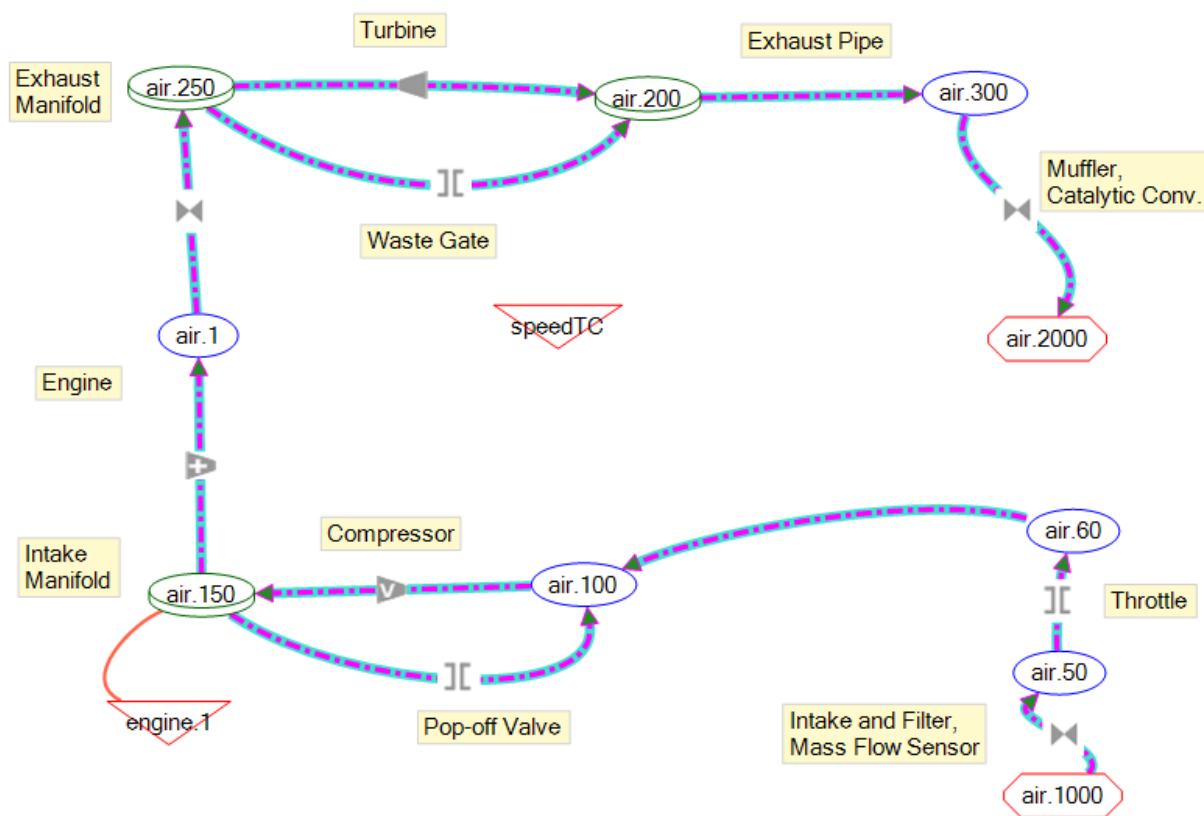 Turbine
Exhaust Pipe
Exhaust
Manifold
air.250
air.200
air.300
Muffler,
Catalytic Conv.
Waste Gate
speedTC
air.1
air.2000
Engine
Compressor
air.60
Intake
Manifold
air.150
V
air.100
Throttle
air.50
engine.1
Pop-off Valve
Intake and Filter,
Mass Flow Sensor
air.1000